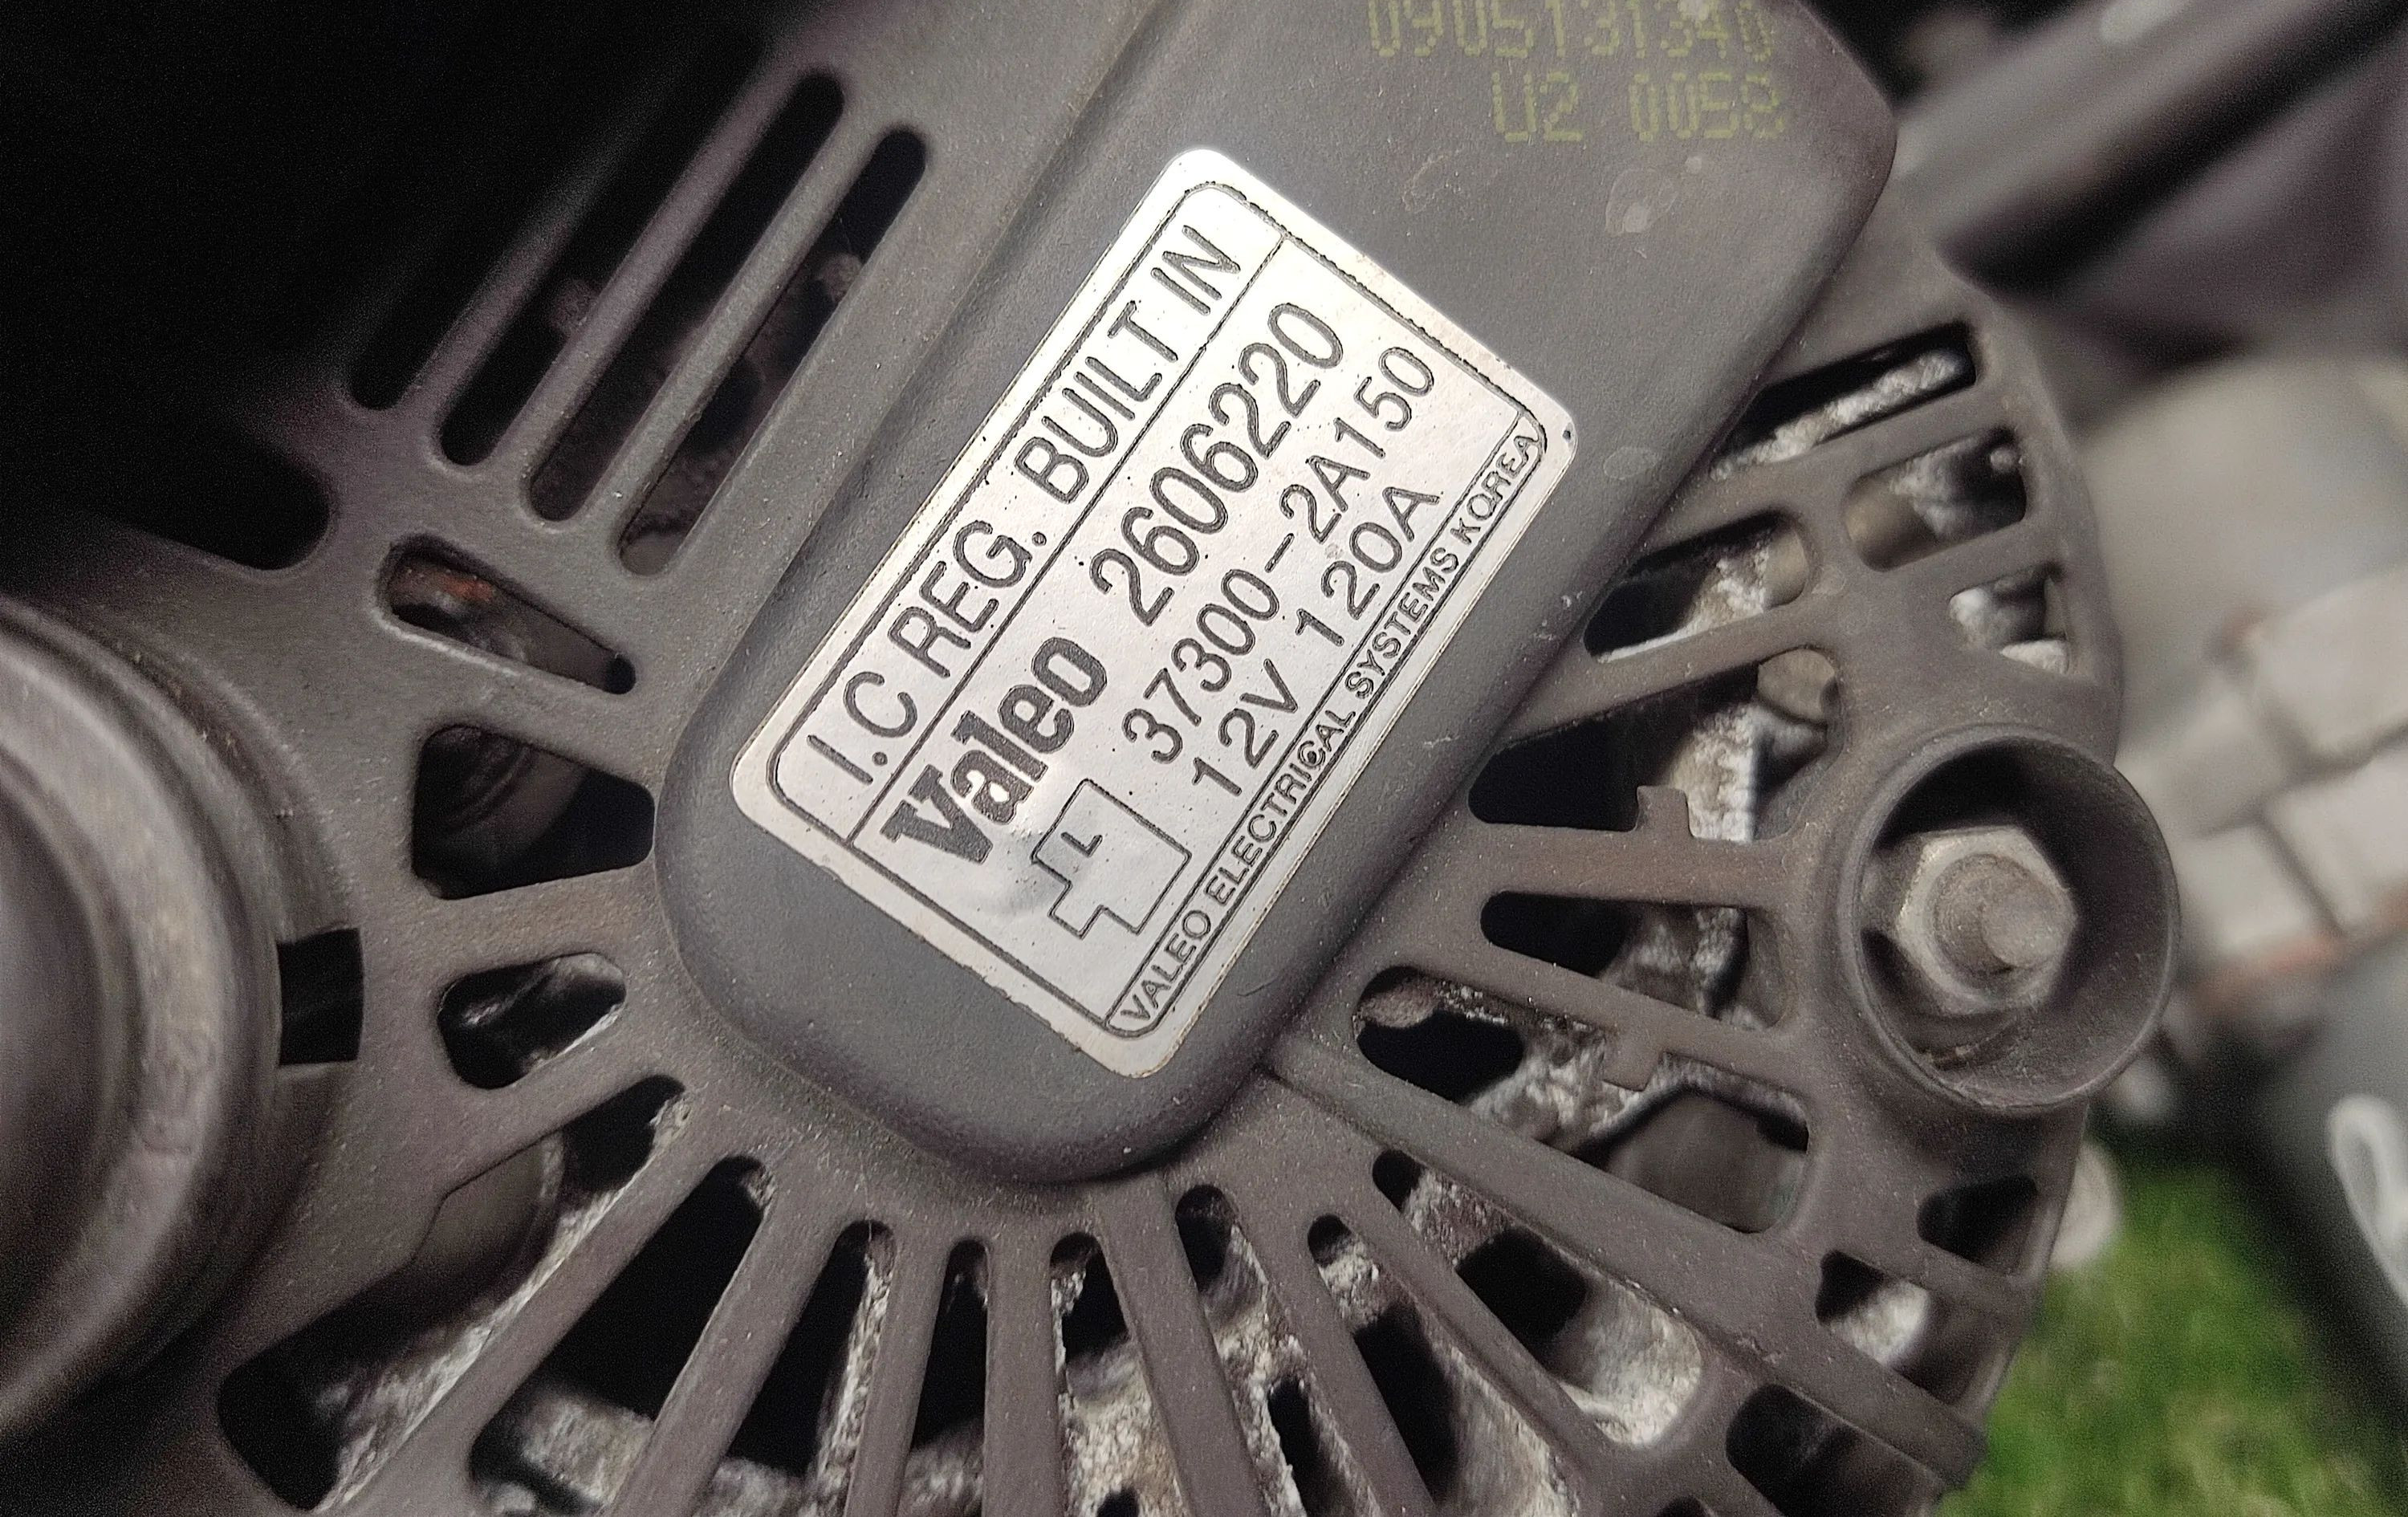 0905131340
U2 0058
I.C REG. BUILT IN
Valeo 2606220
37300-2A150
L
12V 120A
VALEO ELECTRICAL SYSTEMS KOREA